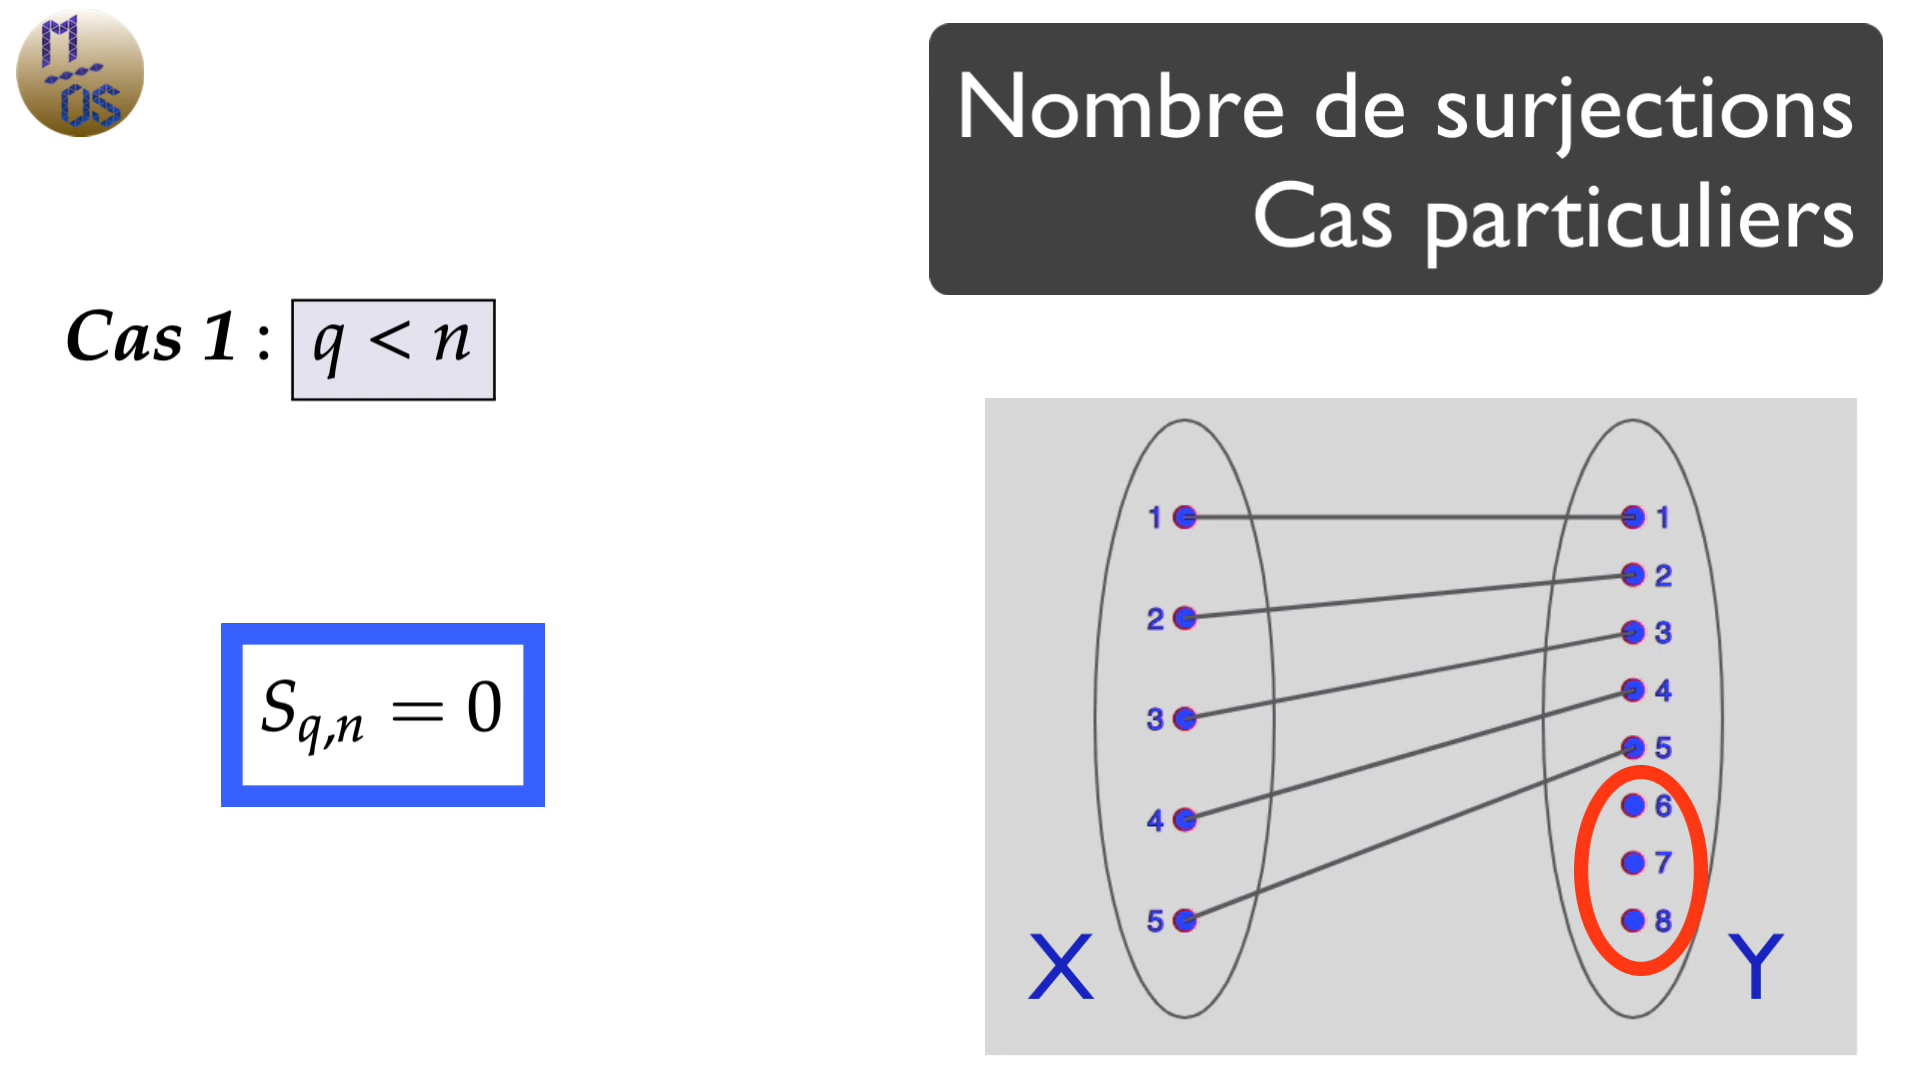 M
OS
Nombre de surjections
Cas particuliers
Cas 1 : q < n
S_{q,n} = 0
1 1
2
2
3
3
4
5
4 6
7
5 8
X Y